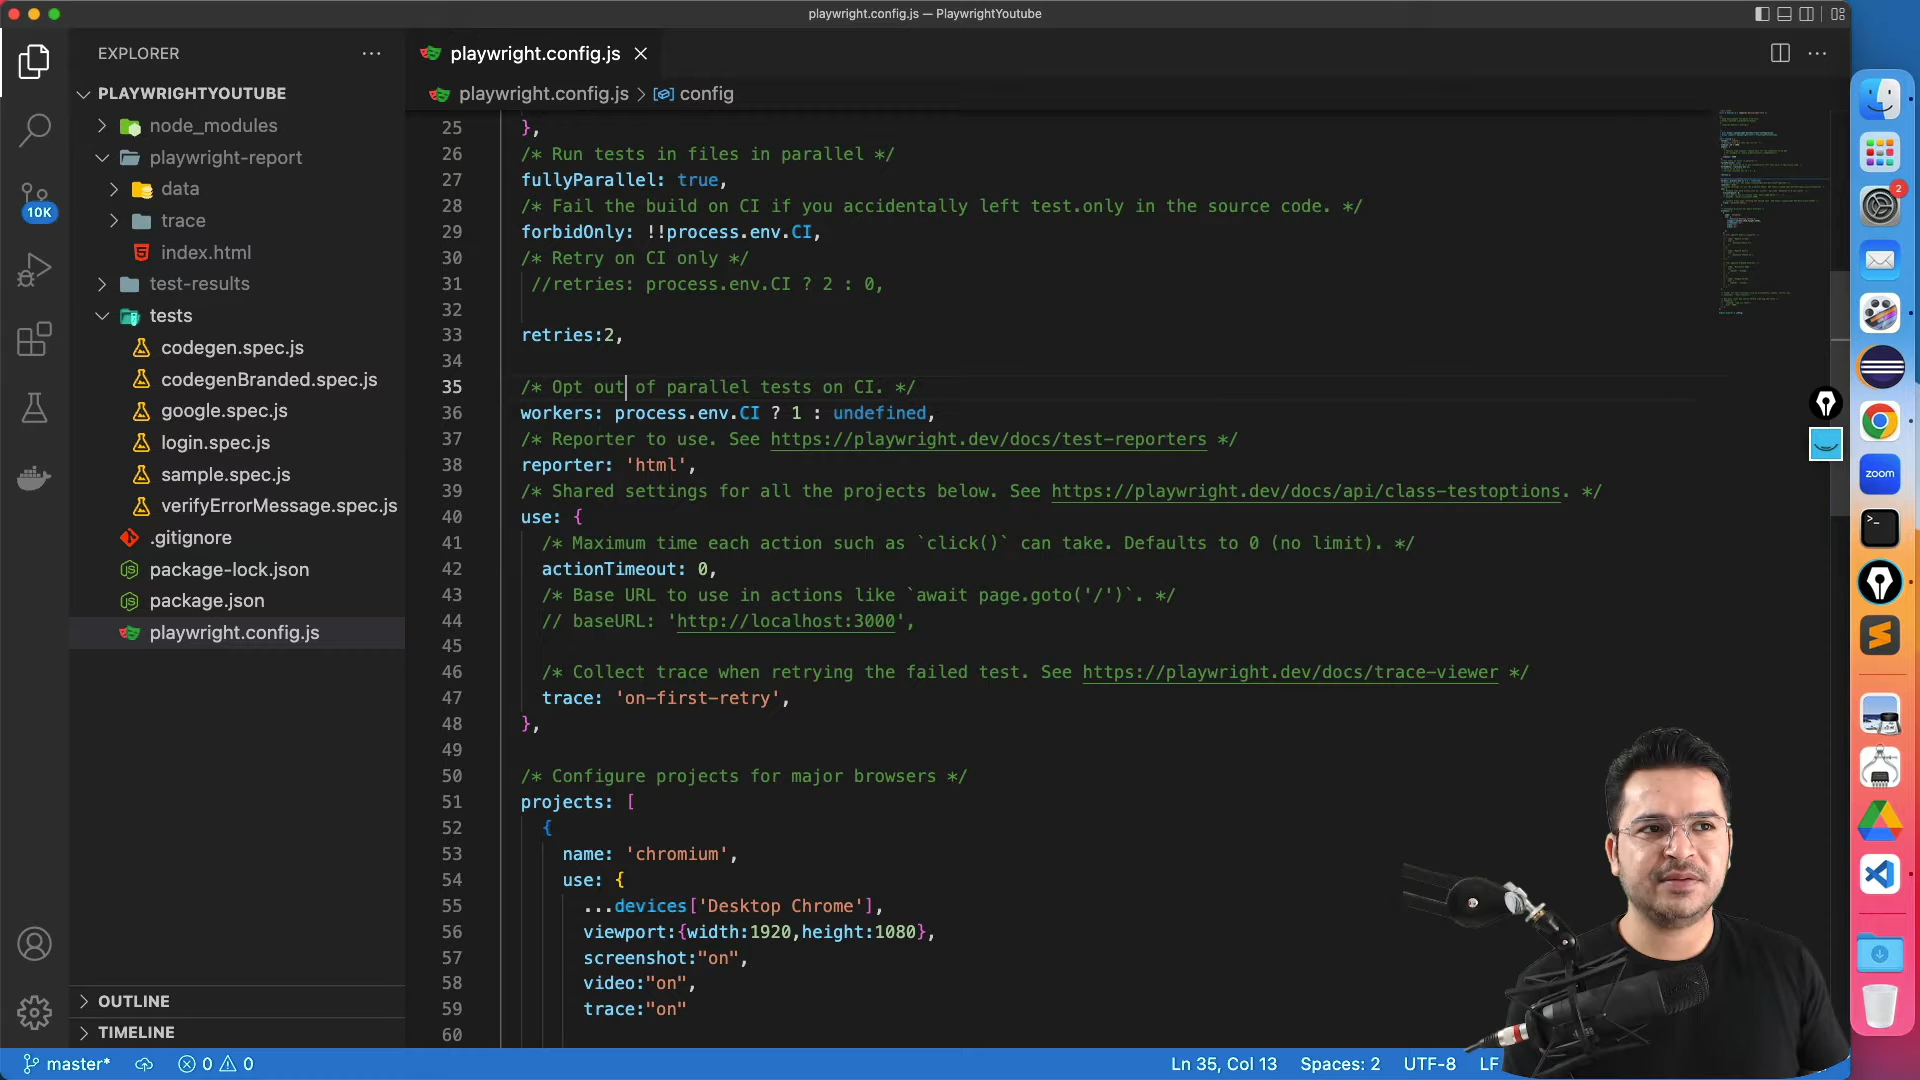 playwright.config.js — PlaywrightYoutube
EXPLORER
PLAYWRIGHTYOUTUBE
node_modules
playwright-report
data
trace
index.html
test-results
tests
codegen.spec.js
codegenBranded.spec.js
google.spec.js
login.spec.js
sample.spec.js
verifyErrorMessage.spec.js
.gitignore
package-lock.json
package.json
playwright.config.js
OUTLINE
TIMELINE
10K
playwright.config.js
playwright.config.js > config
25 },
26 /* Run tests in files in parallel */
27 fullyParallel: true,
28 /* Fail the build on CI if you accidentally left test.only in the source code. */
29 forbidOnly: !!process.env.CI,
30 /* Retry on CI only */
31 //retries: process.env.CI ? 2 : 0,
32
33 retries:2,
34
35 /* Opt out of parallel tests on CI. */
36 workers: process.env.CI ? 1 : undefined,
37 /* Reporter to use. See https://playwright.dev/docs/test-reporters */
38 reporter: 'html',
39 /* Shared settings for all the projects below. See https://playwright.dev/docs/api/class-testoptions. */
40 use: {
41 /* Maximum time each action such as `click()` can take. Defaults to 0 (no limit). */
42 actionTimeout: 0,
43 /* Base URL to use in actions like `await page.goto('/')`. */
44 // baseURL: 'http://localhost:3000',
45
46 /* Collect trace when retrying the failed test. See https://playwright.dev/docs/trace-viewer */
47 trace: 'on-first-retry',
48 },
49
50 /* Configure projects for major browsers */
51 projects: [
52 {
53 name: 'chromium',
54 use: {
55 ...devices['Desktop Chrome'],
56 viewport:{width:1920,height:1080},
57 screenshot:"on",
58 video:"on",
59 trace:"on"
60
2
zoom
master* 0 0
Ln 35, Col 13 Spaces: 2 UTF-8 LF